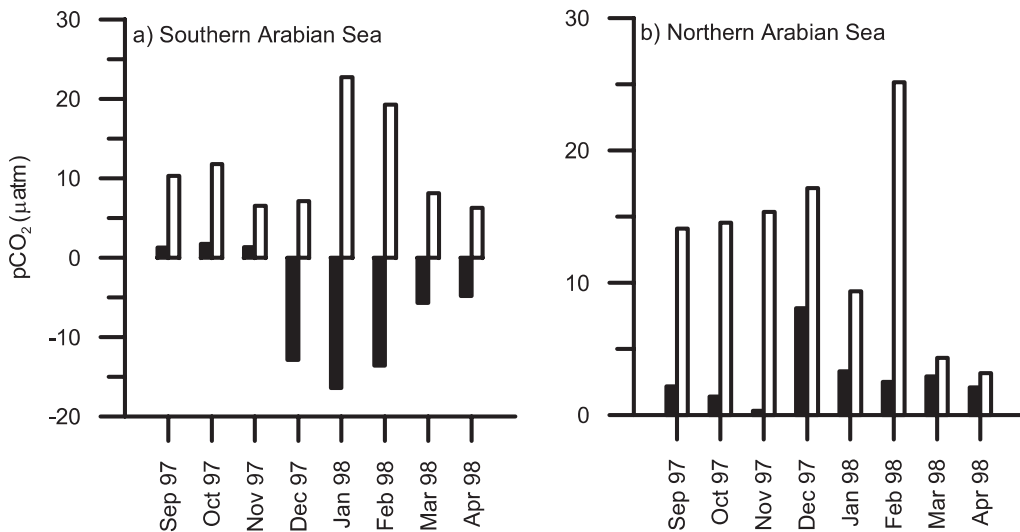 a) Southern Arabian Sea
pCO₂ (µatm)
30
20
10
0
-10
-20
Sep 97
Oct 97
Nov 97
Dec 97
Jan 98
Feb 98
Mar 98
Apr 98
b) Northern Arabian Sea
30
20
10
0
Sep 97
Oct 97
Nov 97
Dec 97
Jan 98
Feb 98
Mar 98
Apr 98